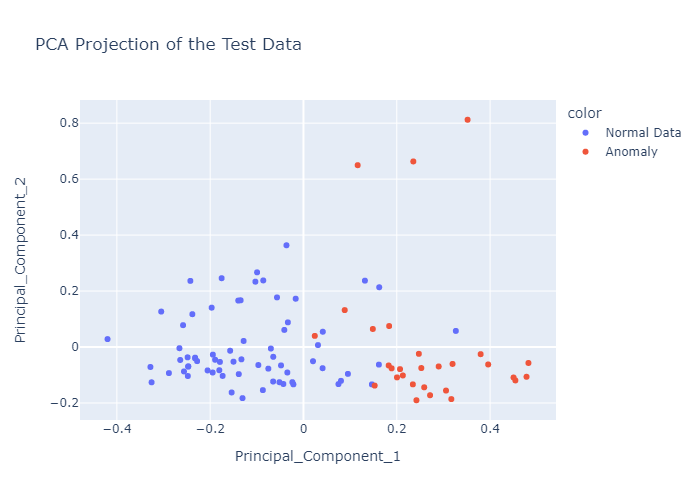 PCA Projection of the Test Data
color
Normal Data
Anomaly
Principal_Component_2
0.8
0.6
0.4
0.2
0
−0.2
−0.4
−0.2
0
0.2
0.4
Principal_Component_1